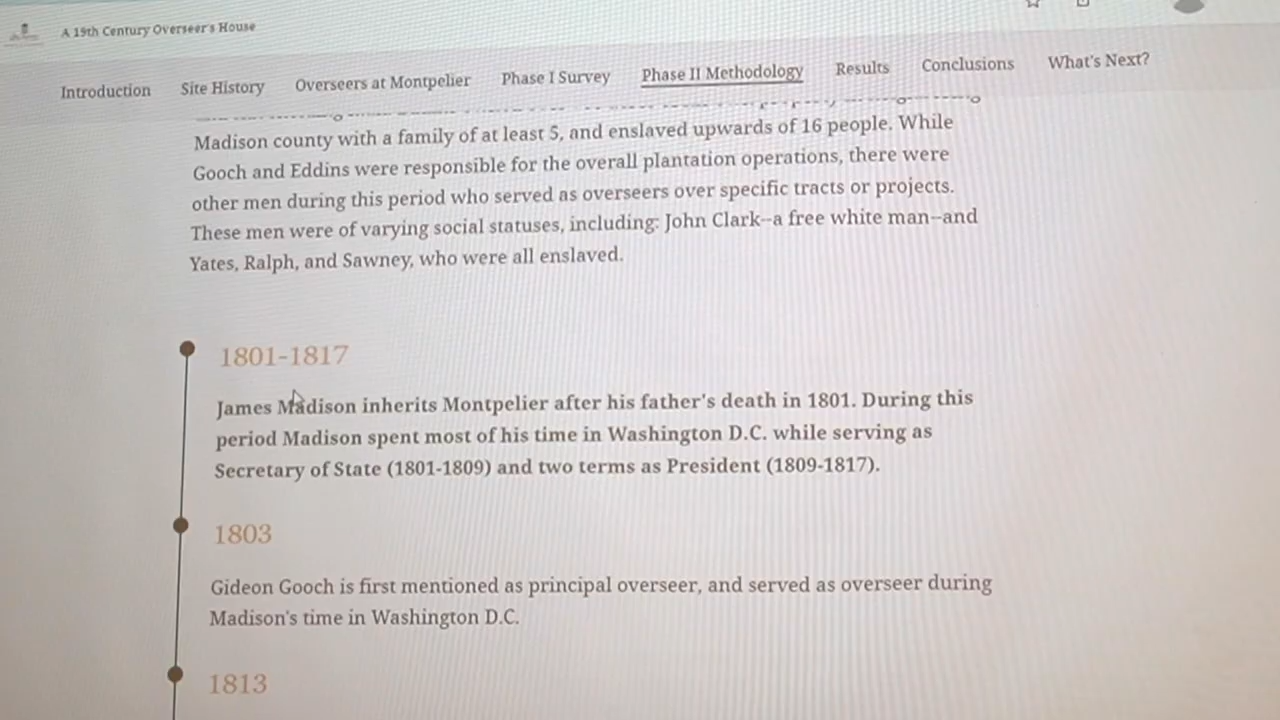 A 19th Century Overseer's House
Introduction Site History Overseers at Montpelier Phase I Survey Phase II Methodology Results Conclusions What's Next?
Madison county with a family of at least 5, and enslaved upwards of 16 people. While
Gooch and Eddins were responsible for the overall plantation operations, there were
other men during this period who served as overseers over specific tracts or projects.
These men were of varying social statuses, including: John Clark--a free white man--and
Yates, Ralph, and Sawney, who were all enslaved.
1801-1817
James Madison inherits Montpelier after his father's death in 1801. During this
period Madison spent most of his time in Washington D.C. while serving as
Secretary of State (1801-1809) and two terms as President (1809-1817).
1803
Gideon Gooch is first mentioned as principal overseer, and served as overseer during
Madison's time in Washington D.C.
1813